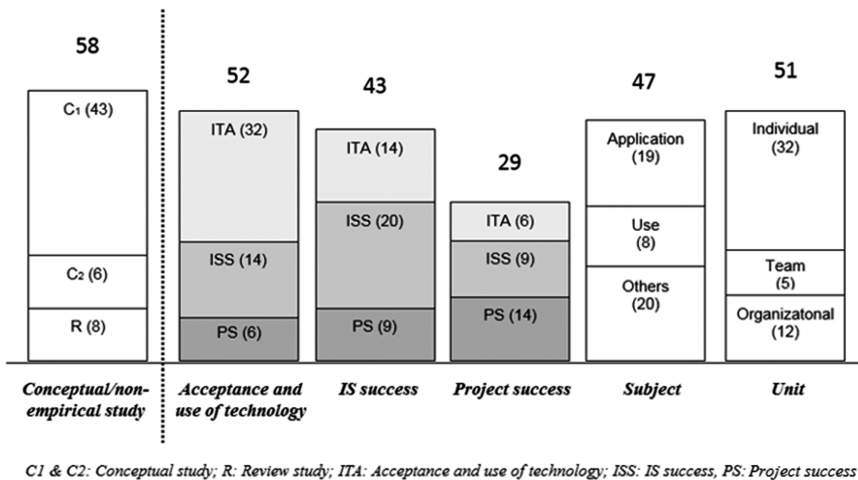 58
52
43
29
47
51
C1 (43)
C2 (6)
R (8)
ITA (32)
ISS (14)
PS (6)
ITA (14)
ISS (20)
PS (9)
ITA (6)
ISS (9)
PS (14)
Application
(19)
Use
(8)
Others
(20)
Individual
(32)
Team
(5)
Organizatonal
(12)
Conceptual/non-
empirical study
Acceptance and
use of technology
IS success
Project success
Subject
Unit
C1 & C2: Conceptual study; R: Review study; ITA: Acceptance and use of technology; ISS: IS success, PS: Project success